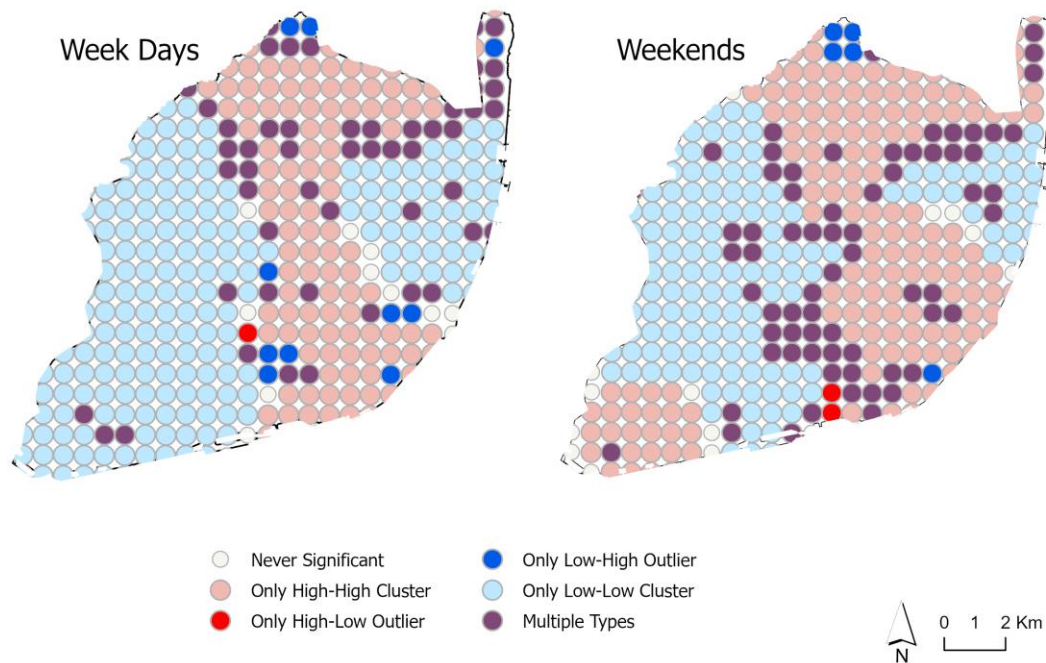 Week Days
Weekends
Never Significant
Only High-High Cluster
Only High-Low Outlier
Only Low-High Outlier
Only Low-Low Cluster
Multiple Types
N
0 1 2 Km